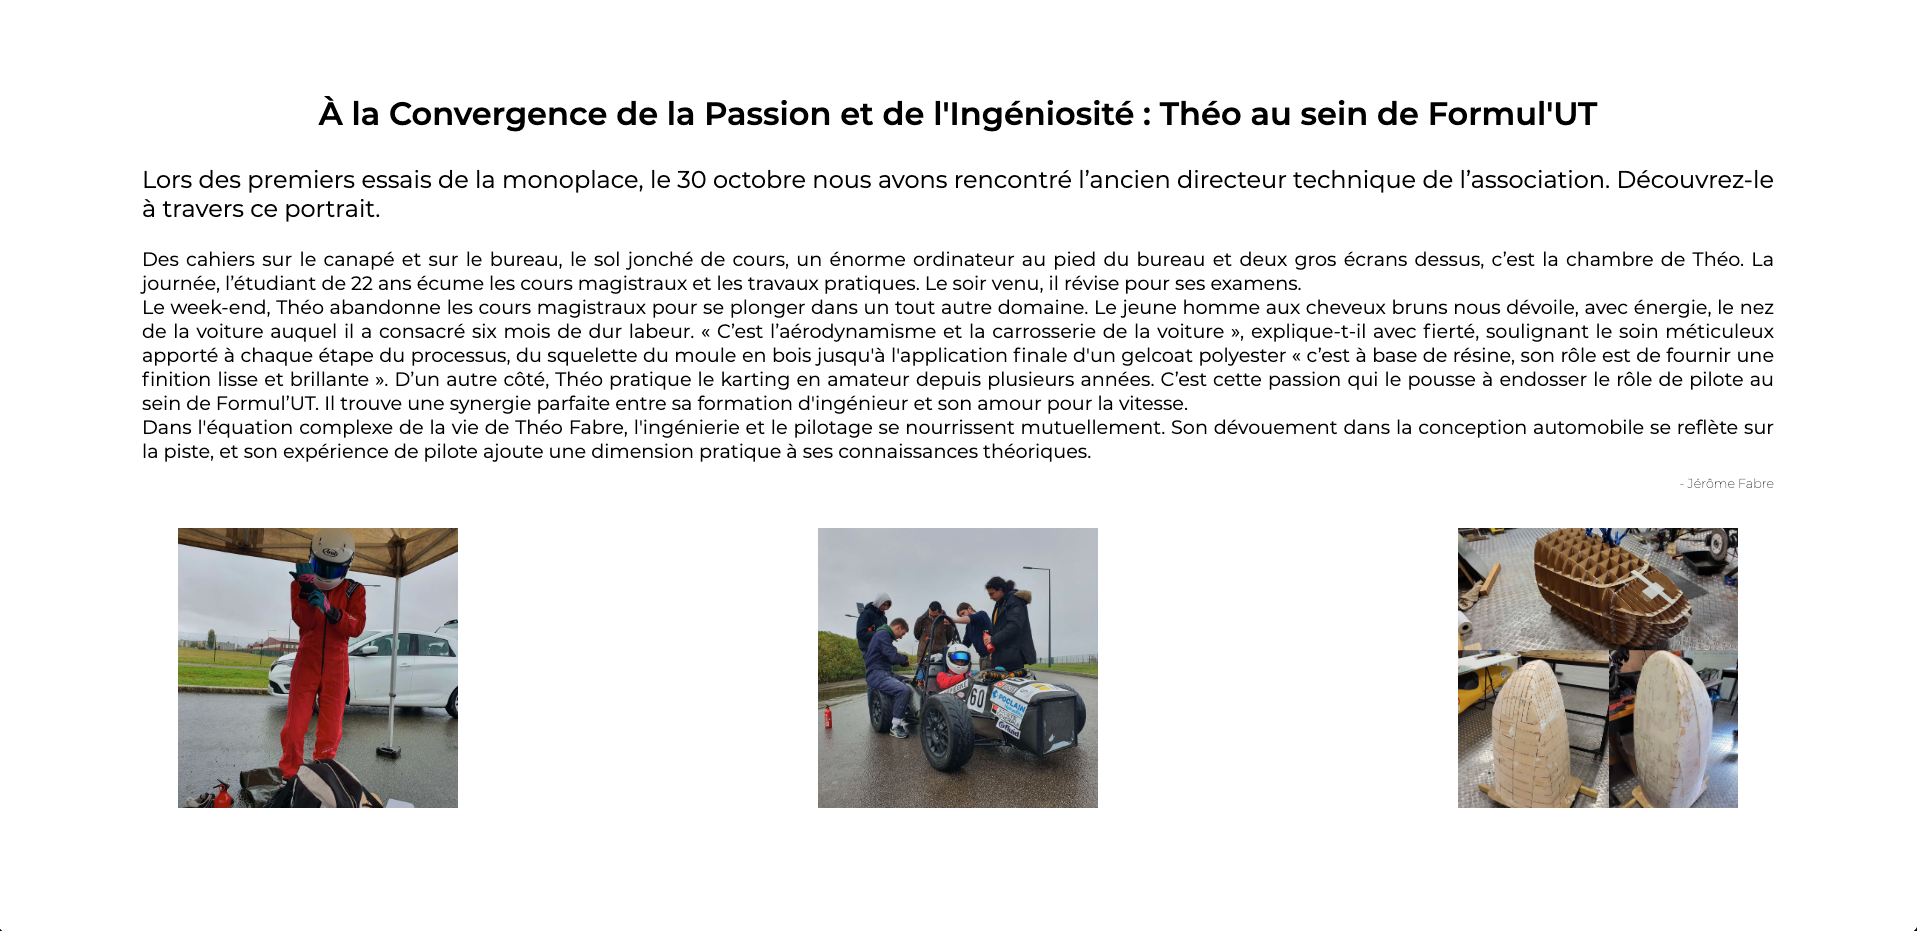 À la Convergence de la Passion et de l'Ingéniosité : Théo au sein de Formul'UT
Lors des premiers essais de la monoplace, le 30 octobre nous avons rencontré l’ancien directeur technique de l’association. Découvrez-le
à travers ce portrait.
Des cahiers sur le canapé et sur le bureau, le sol jonché de cours, un énorme ordinateur au pied du bureau et deux gros écrans dessus, c’est la chambre de Théo. La
journée, l’étudiant de 22 ans écume les cours magistraux et les travaux pratiques. Le soir venu, il révise pour ses examens.
Le week-end, Théo abandonne les cours magistraux pour se plonger dans un tout autre domaine. Le jeune homme aux cheveux bruns nous dévoile, avec énergie, le nez
de la voiture auquel il a consacré six mois de dur labeur. « C’est l’aérodynamisme et la carrosserie de la voiture », explique-t-il avec fierté, soulignant le soin méticuleux
apporté à chaque étape du processus, du squelette du moule en bois jusqu'à l'application finale d'un gelcoat polyester « c’est à base de résine, son rôle est de fournir une
finition lisse et brillante ». D’un autre côté, Théo pratique le karting en amateur depuis plusieurs années. C’est cette passion qui le pousse à endosser le rôle de pilote au
sein de Formul’UT. Il trouve une synergie parfaite entre sa formation d'ingénieur et son amour pour la vitesse.
Dans l'équation complexe de la vie de Théo Fabre, l'ingénierie et le pilotage se nourrissent mutuellement. Son dévouement dans la conception automobile se reflète sur
la piste, et son expérience de pilote ajoute une dimension pratique à ses connaissances théoriques.
- Jérôme Fabre
60
POCLAIN